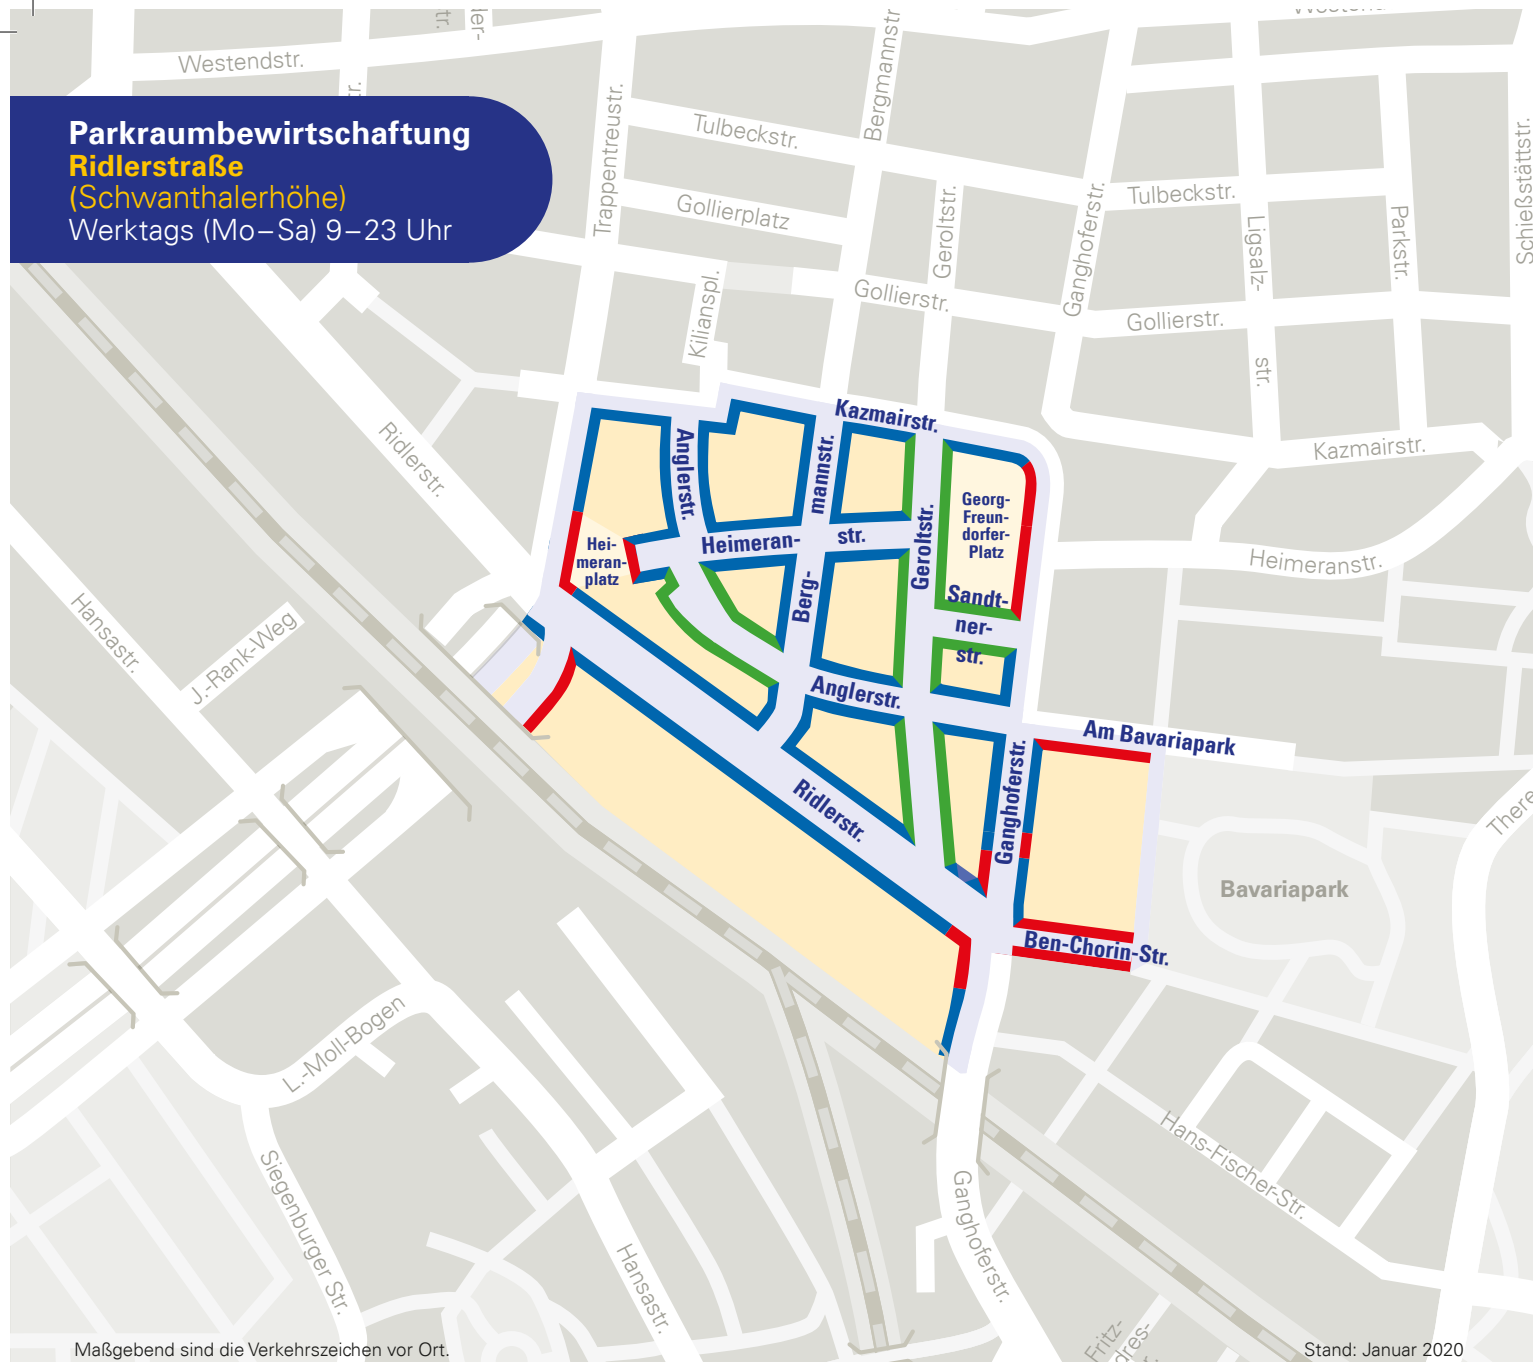 Westendstr.
Parkraumbewirtschaftung
Ridlerstraße
(Schwanthalerhöhe)
Werktags (Mo–Sa) 9–23 Uhr
Trappentreustr.
Tulbeckstr.
Bergmannstr.
Gollierplatz
Geroltstr.
Ganghoferstr.
Tulbeckstr.
Ligsalz-
str.
Parkstr.
Schießstättstr.
Kilianspl.
Gollierstr.
Gollierstr.
Kazmairstr.
Kazmairstr.
Ridlerstr.
Anglerstr.
Berg-
mannstr.
Geroltstr.
Georg-
Freun-
dorfer-
Platz
Hei-
meran-
platz
Heimeran-
str.
Heimeranstr.
Sandt-
ner-
str.
Hansastr.
J.-Rank-Weg
Anglerstr.
Am Bavariapark
Ridlerstr.
Ganghoferstr.
Bavariapark
Ben-Chorin-Str.
L.-Moll-Bogen
Hans-Fischer-Str.
Siegenburger Str.
Hansastr.
Ganghoferstr.
Fritz-
Maßgebend sind die Verkehrszeichen vor Ort.
Stand: Januar 2020